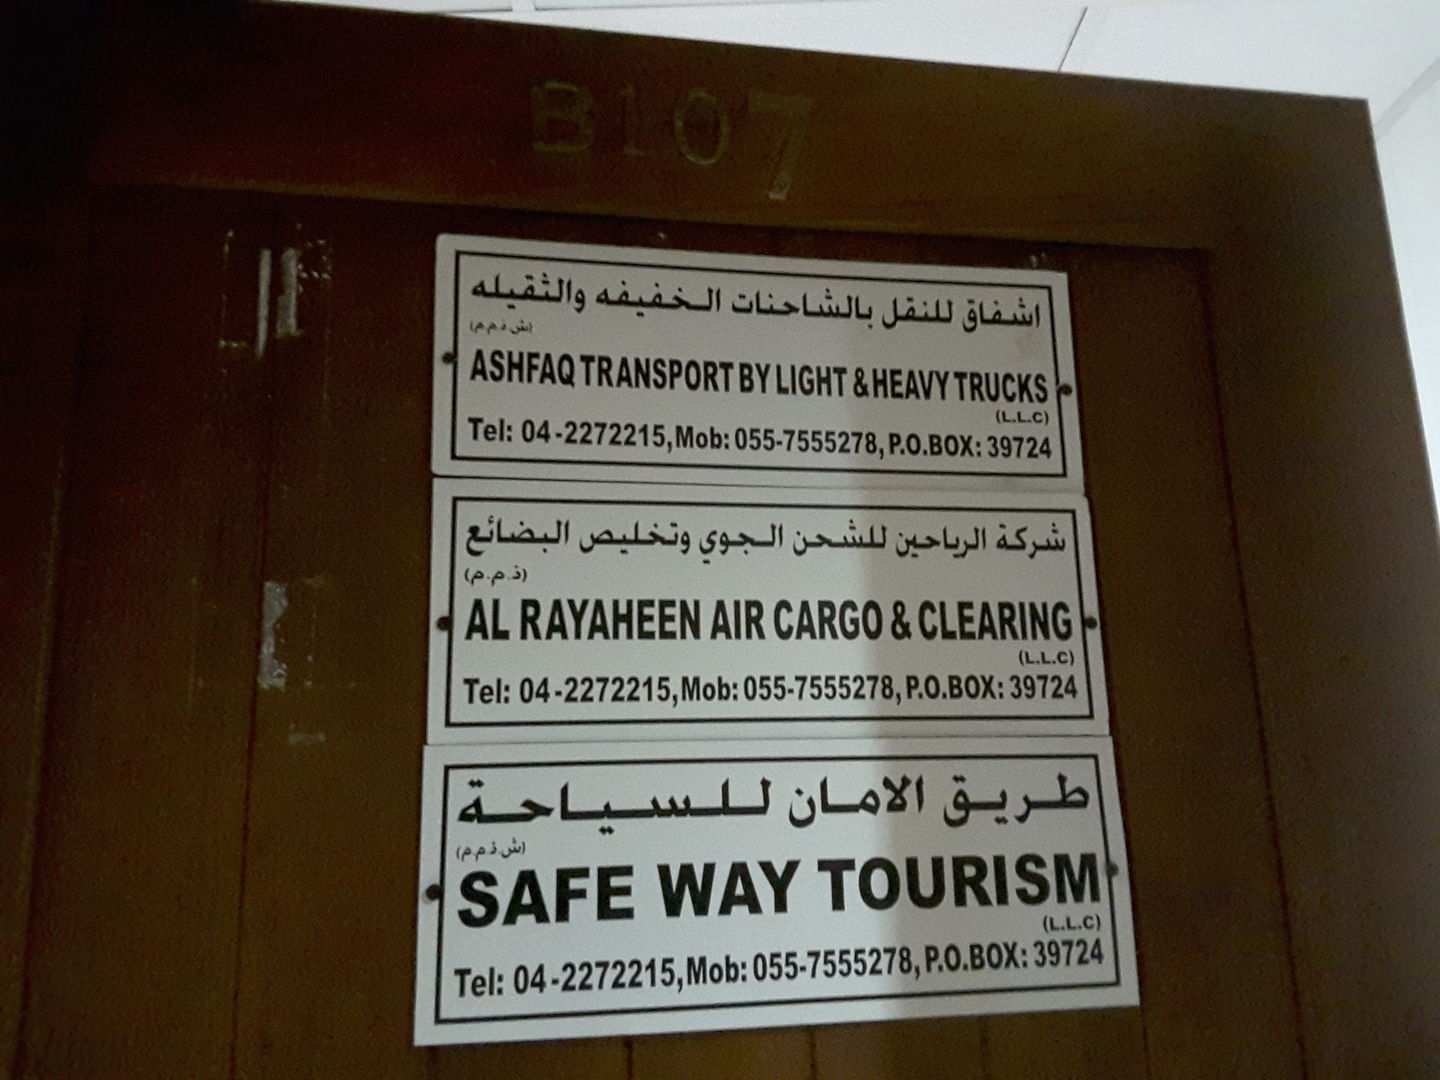 B107
اشفاق للنقل بالشاحنات الخفيفه والثقيله
(ش.ذ.م.م)
ASHFAQ TRANSPORT BY LIGHT & HEAVY TRUCKS
(L.L.C)
Tel: 04-2272215, Mob: 055-7555278, P.O.BOX: 39724
شركة الرياحين للشحن الجوي وتخليص البضائع
(ذ.م.م)
AL RAYAHEEN AIR CARGO & CLEARING
(L.L.C)
Tel: 04-2272215, Mob: 055-7555278, P.O.BOX: 39724
طريق الامان للسياحة
(ش.ذ.م.م)
SAFE WAY TOURISM
(L.L.C)
Tel: 04-2272215, Mob: 055-7555278, P.O.BOX: 39724